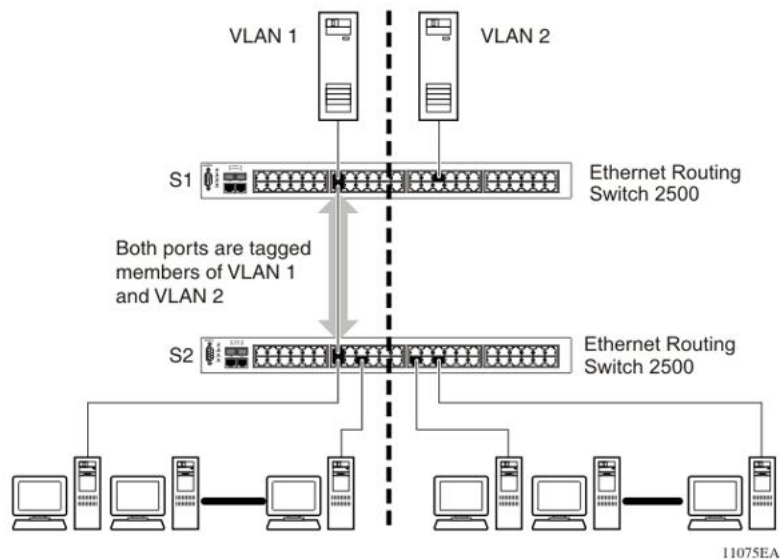 VLAN 1
VLAN 2
S1
Ethernet Routing
Switch 2500
Both ports are tagged
members of VLAN 1
and VLAN 2
S2
Ethernet Routing
Switch 2500
11075EA